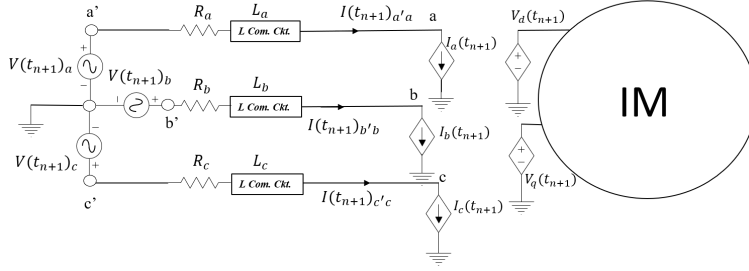 a'
R_a
L_a
I(t_{n+1})_{a'a}
a
L Com. Ckt.
V(t_{n+1})_a
+
−
I_a(t_{n+1})
V_d(t_{n+1})
+
−
V(t_{n+1})_b
− +
b'
R_b
L_b
I(t_{n+1})_{b'b}
b
L Com. Ckt.
I_b(t_{n+1})
V_q(t_{n+1})
+
−
IM
V(t_{n+1})_c
−
+
c'
R_c
L_c
I(t_{n+1})_{c'c}
c
L Com. Ckt.
I_c(t_{n+1})